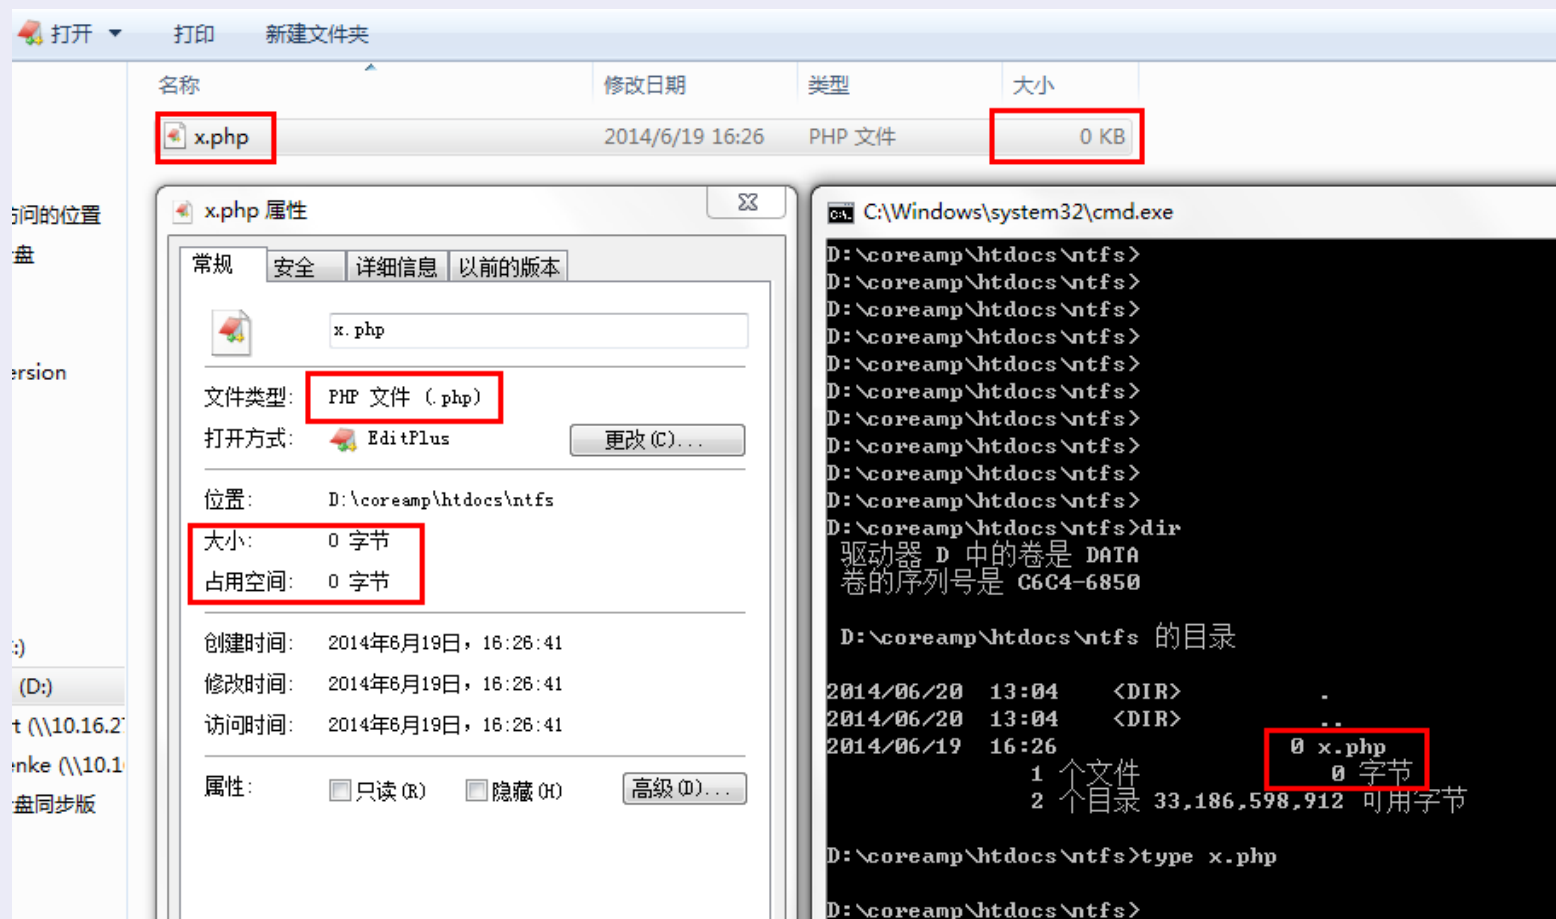 打开 打印 新建文件夹
名称 修改日期 类型 大小
x.php 2014/6/19 16:26 PHP 文件 0 KB
问的位置
盘
ersion
:)
(D:)
t (\\10.16.2
enke (\\10.1
盘同步版
x.php 属性
常规 安全 详细信息 以前的版本
x.php
文件类型: PHP 文件 (.php)
打开方式: EditPlus 更改(C)...
位置: D:\coreamp\htdocs\ntfs
大小: 0 字节
占用空间: 0 字节
创建时间: 2014年6月19日，16:26:41
修改时间: 2014年6月19日，16:26:41
访问时间: 2014年6月19日，16:26:41
属性: 只读(R) 隐藏(H) 高级(D)...
C:\Windows\system32\cmd.exe
D:\coreamp\htdocs\ntfs>
D:\coreamp\htdocs\ntfs>
D:\coreamp\htdocs\ntfs>
D:\coreamp\htdocs\ntfs>
D:\coreamp\htdocs\ntfs>
D:\coreamp\htdocs\ntfs>
D:\coreamp\htdocs\ntfs>
D:\coreamp\htdocs\ntfs>
D:\coreamp\htdocs\ntfs>
D:\coreamp\htdocs\ntfs>
D:\coreamp\htdocs\ntfs>dir
驱动器 D 中的卷是 DATA
卷的序列号是 C6C4-6850
D:\coreamp\htdocs\ntfs 的目录
2014/06/20 13:04 <DIR> .
2014/06/20 13:04 <DIR> ..
2014/06/19 16:26 0 x.php
1 个文件 0 字节
2 个目录 33,186,598,912 可用字节
D:\coreamp\htdocs\ntfs>type x.php
D:\coreamp\htdocs\ntfs>